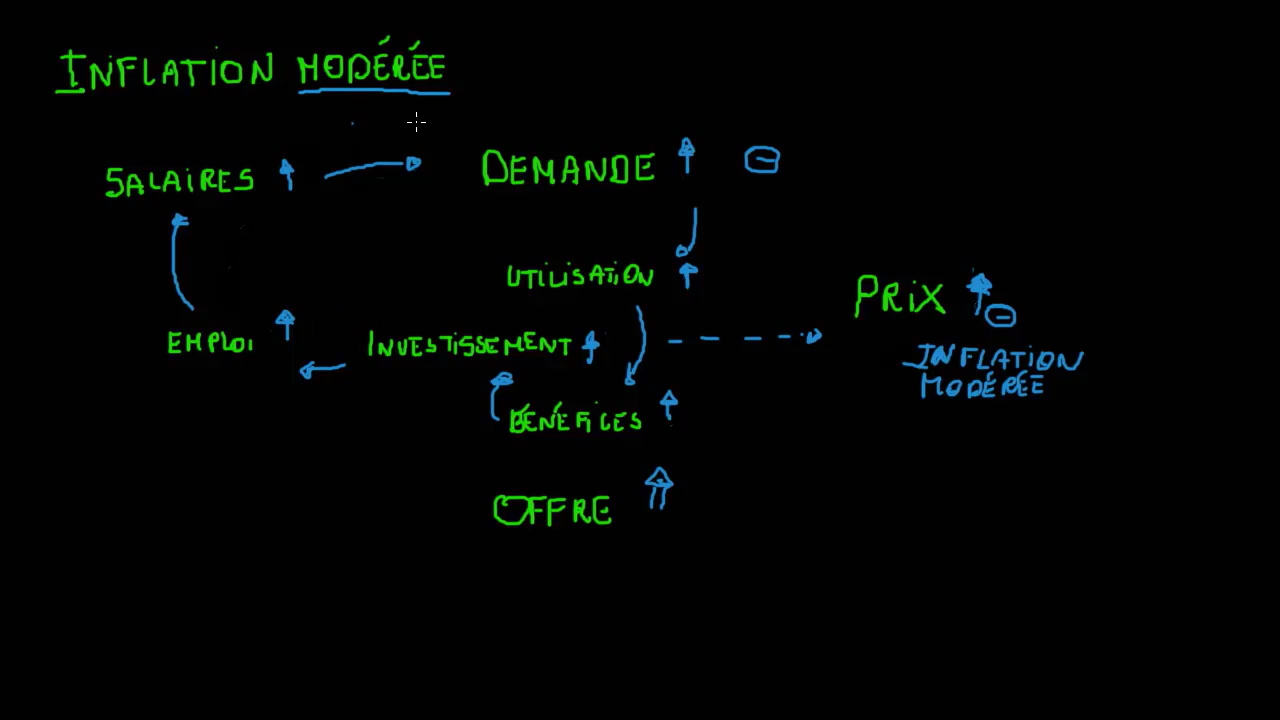 INFLATION MODÉRÉE
SALAIRES
DEMANDE
UTILISATION
PRIX
EMPLOI
INVESTISSEMENT
INFLATION
MODÉRÉE
BÉNÉFICES
OFFRE